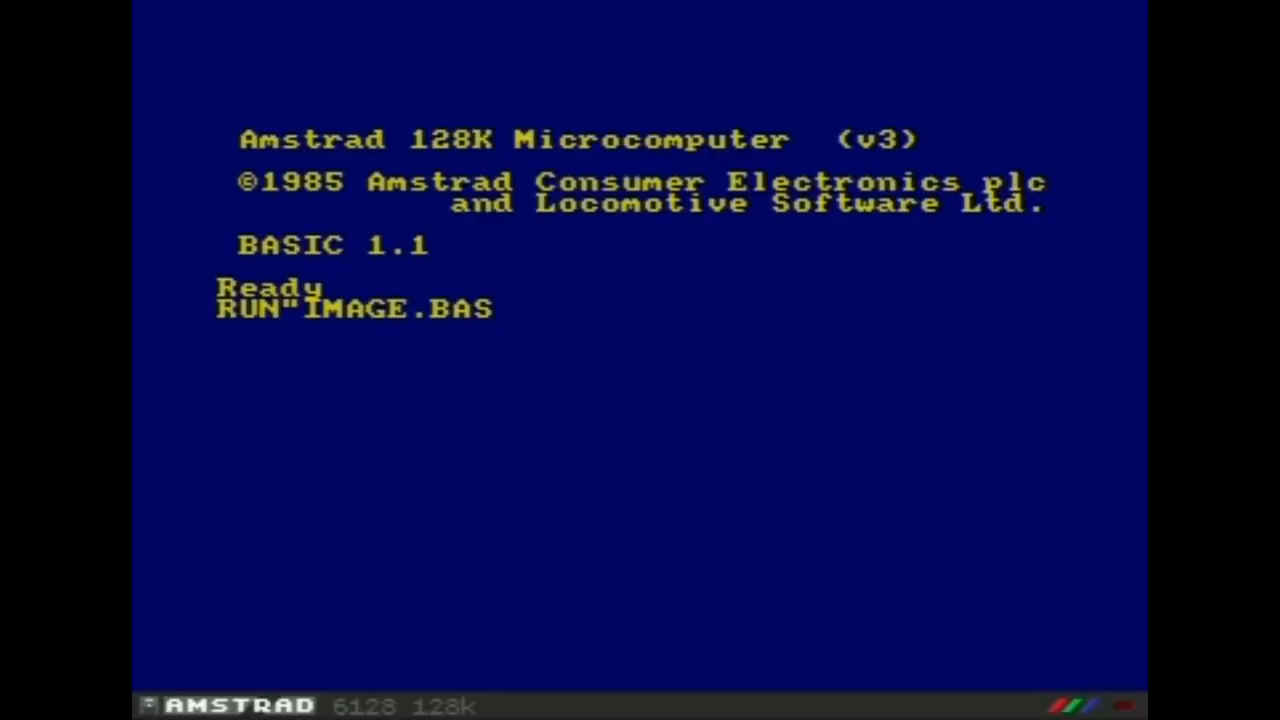 Amstrad 128K Microcomputer (v3)
©1985 Amstrad Consumer Electronics plc
and Locomotive Software Ltd.
BASIC 1.1
Ready
RUN"IMAGE.BAS
AMSTRAD 6128 128k